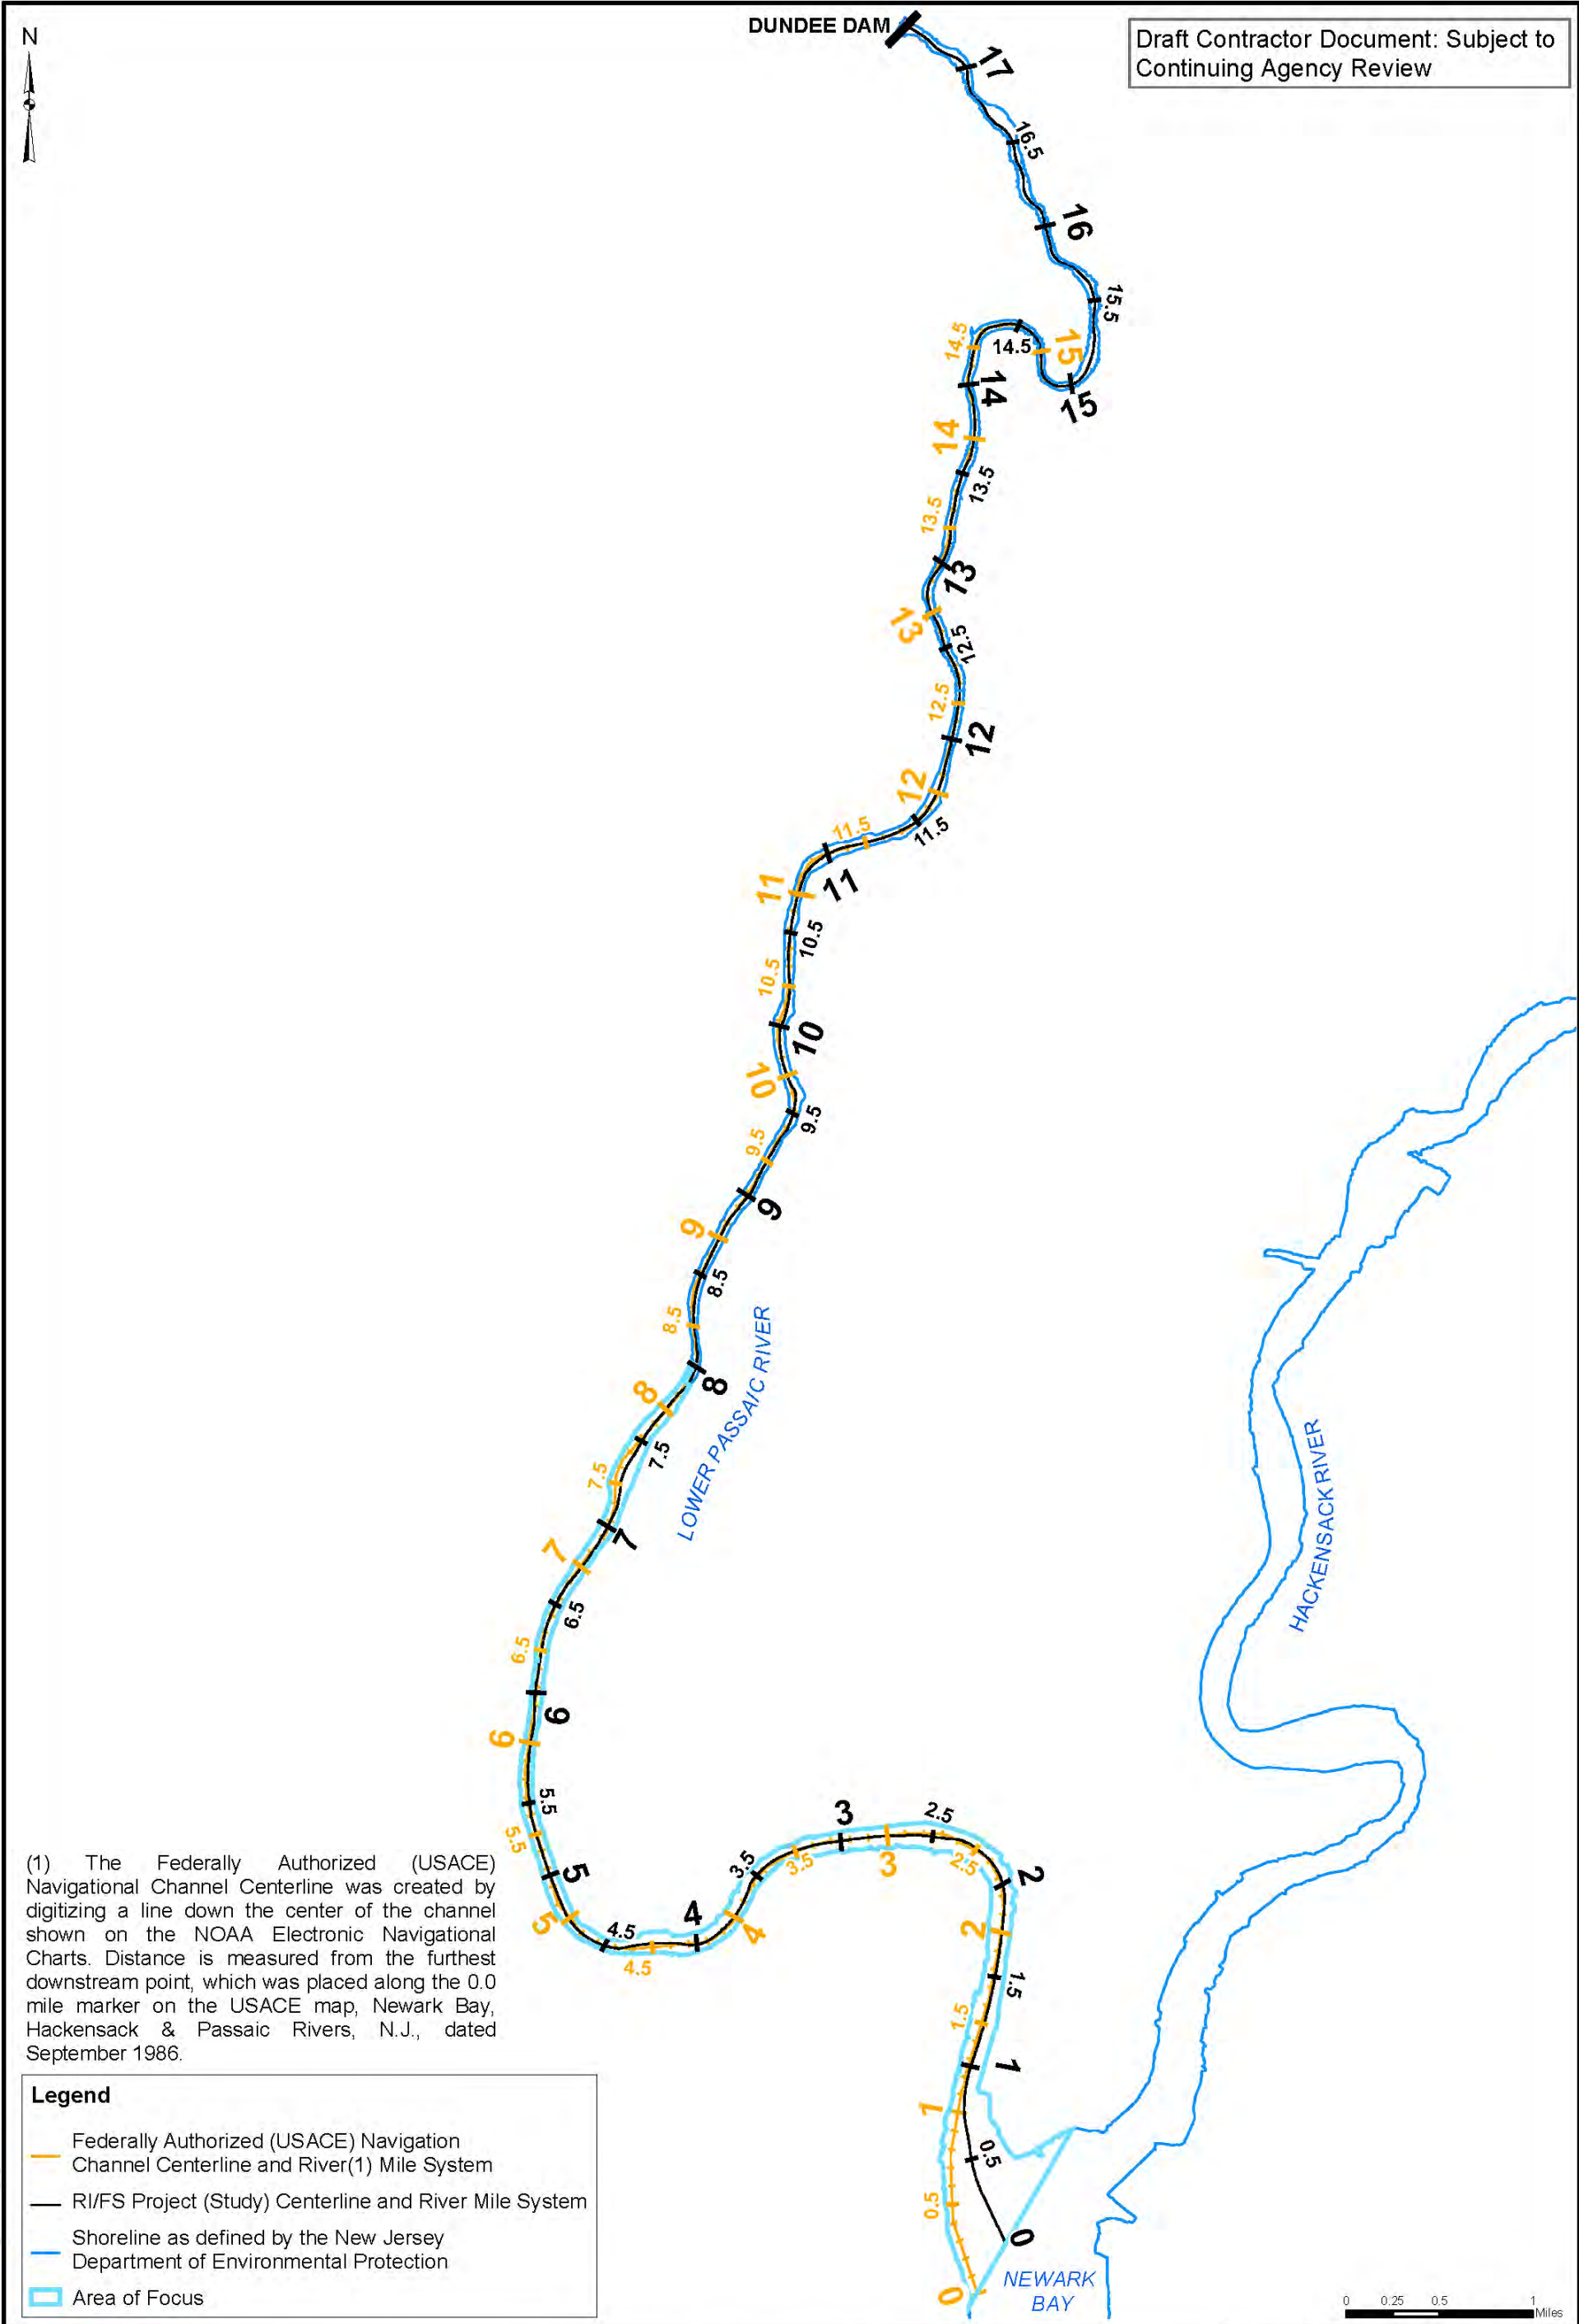 N
DUNDEE DAM
Draft Contractor Document: Subject to
Continuing Agency Review
17
16.5
16
15.5
14.5
14.5
15
14
15
14
13.5
13.5
13
13
12.5
12.5
12
12
11.5
11.5
11
11
10.5
10.5
10
10
9.5
9.5
9
9
8.5
8.5
8
8
7.5
7.5
7
7
6.5
6.5
6
6
5.5
5.5
5
5
4.5
4.5
4
4
3.5
3.5
3
3
2.5
2.5
2
2
1.5
1.5
1
1
0.5
0.5
0
0
LOWER PASSAIC RIVER
HACKENSACK RIVER
NEWARK
BAY
(1) The Federally Authorized (USACE)
Navigational Channel Centerline was created by
digitizing a line down the center of the channel
shown on the NOAA Electronic Navigational
Charts. Distance is measured from the furthest
downstream point, which was placed along the 0.0
mile marker on the USACE map, Newark Bay,
Hackensack & Passaic Rivers, N.J., dated
September 1986.
Legend
Federally Authorized (USACE) Navigation
Channel Centerline and River(1) Mile System
RI/FS Project (Study) Centerline and River Mile System
Shoreline as defined by the New Jersey
Department of Environmental Protection
Area of Focus
0 0.25 0.5 1
Miles